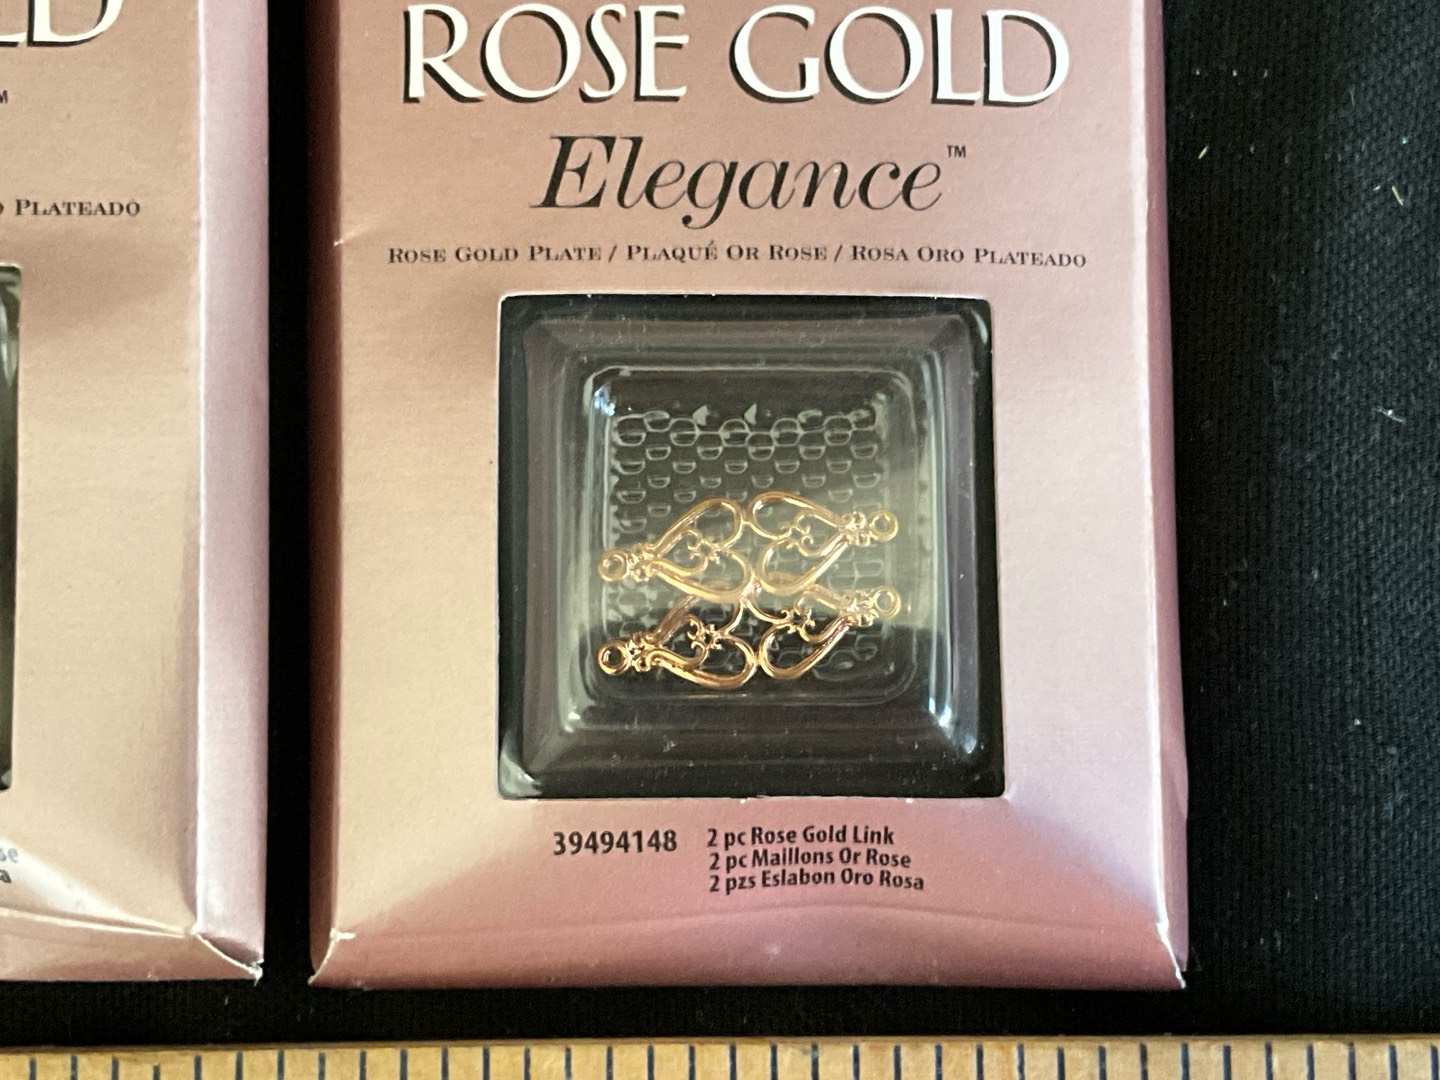 ROSE GOLD
Elegance™
ROSE GOLD PLATE / PLAQUÉ OR ROSE / ROSA ORO PLATEADO
39494148 2 pc Rose Gold Link
2 pc Maillons Or Rose
2 pzs Eslabon Oro Rosa
PLATEADO